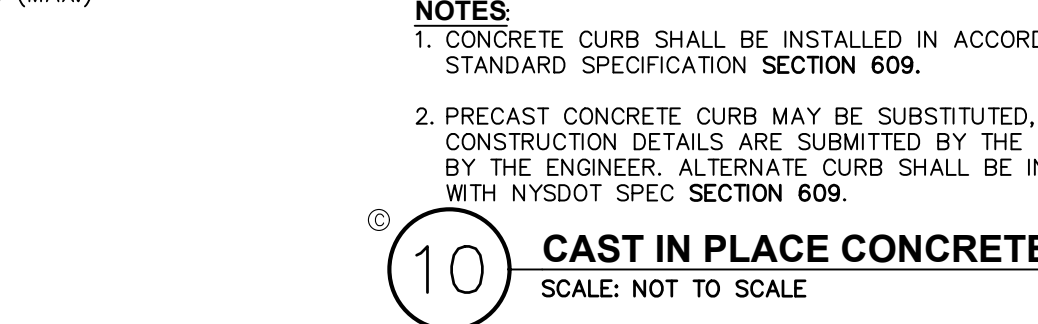 (MAX.)
NOTES:
1. CONCRETE CURB SHALL BE INSTALLED IN
STANDARD SPECIFICATION SECTION 609.
2. PRECAST CONCRETE CURB MAY BE SUBSTITUTED,
CONSTRUCTION DETAILS ARE SUBMITTED BY THE
BY THE ENGINEER. ALTERNATE CURB SHALL BE
WITH NYSDOT SPEC SECTION 609.
©
10
CAST IN PLACE CONCRETE
SCALE: NOT TO SCALE